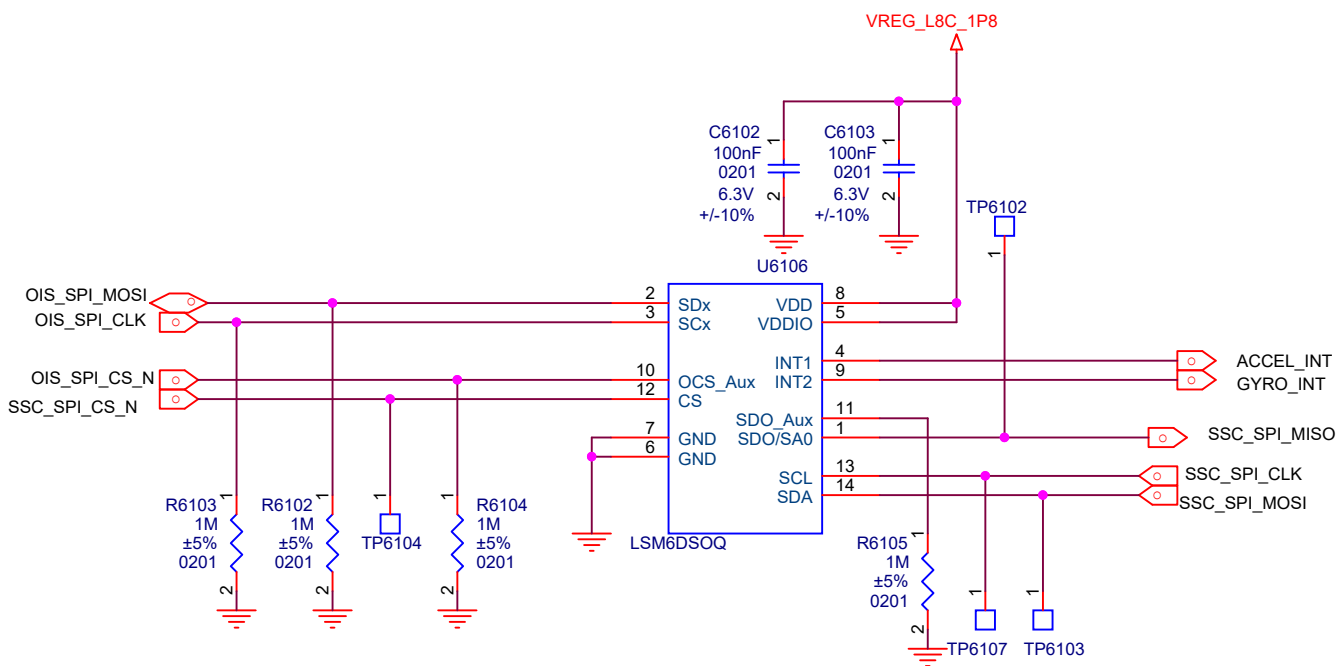 VREG_L8C_1P8
C6102
100nF
0201
6.3V
+/-10%
1
2
C6103
100nF
0201
6.3V
+/-10%
1
2
TP6102
1
U6106
OIS_SPI_MOSI
2
SDx
VDD
8
OIS_SPI_CLK
3
SCx
VDDIO
5
INT1
4
ACCEL_INT
OIS_SPI_CS_N
10
OCS_Aux
INT2
9
GYRO_INT
SSC_SPI_CS_N
12
CS
SDO_Aux
11
7
GND
SDO/SA0
1
SSC_SPI_MISO
6
GND
SCL
13
SSC_SPI_CLK
SDA
14
SSC_SPI_MOSI
LSM6DSOQ
R6103
1M
±5%
0201
1
2
R6102
1M
±5%
0201
1
2
1
TP6104
R6104
1M
±5%
0201
1
2
R6105
1M
±5%
0201
1
2
1
TP6107
1
TP6103